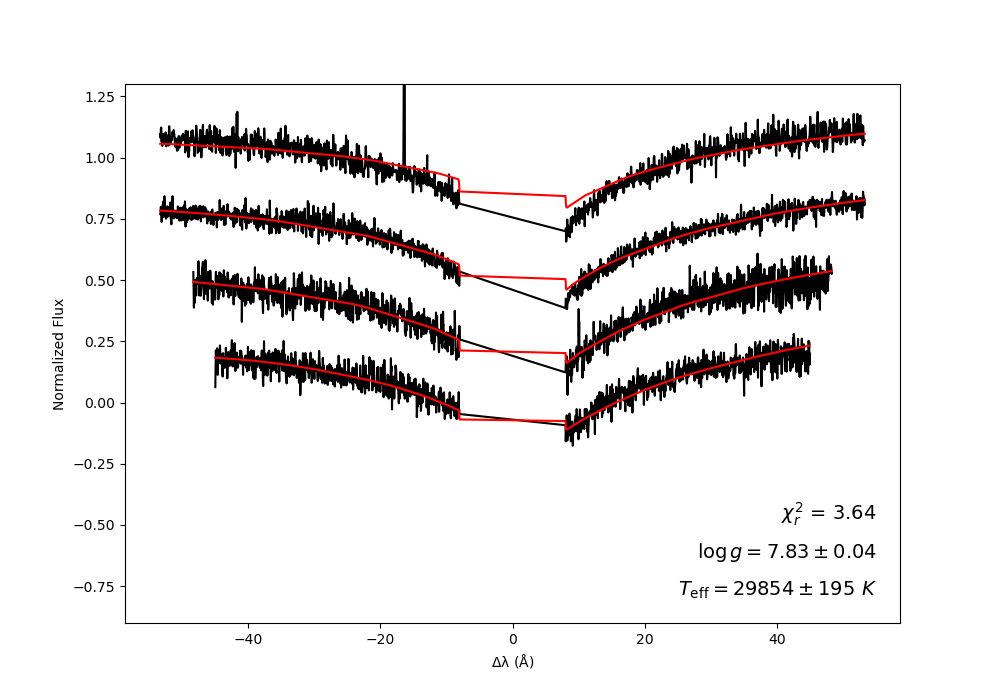 1.25
1.00
0.75
0.50
0.25
0.00
−0.25
−0.50
−0.75
Normalized Flux
χ²ᵣ = 3.64
log g = 7.83 ± 0.04
T_eff = 29854 ± 195 K
−40 −20 0 20 40
Δλ (Å)